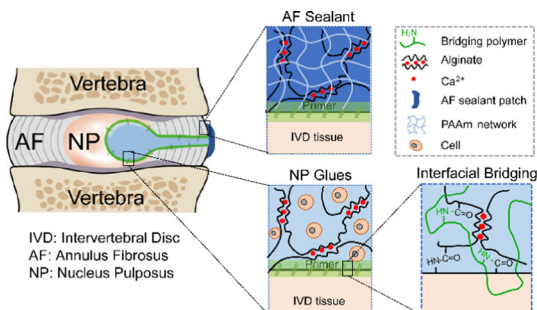 AF Sealant
Primer
IVD tissue
H₂N
Bridging polymer
Alginate
Ca²⁺
AF sealant patch
PAAm network
Cell
Vertebra
AF
NP
Vertebra
IVD: Intervertebral Disc
AF: Annulus Fibrosus
NP: Nucleus Pulposus
NP Glues
Primer
IVD tissue
Interfacial Bridging
HN-C=O
HN
HN-C=O
C=O